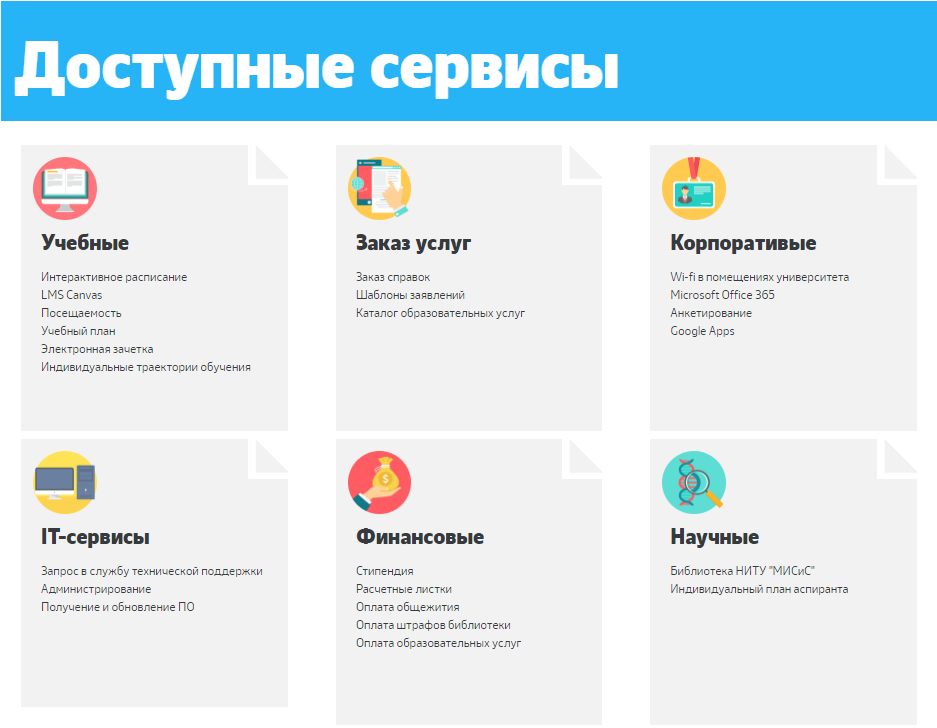 Доступные сервисы
Учебные
Интерактивное расписание
LMS Canvas
Посещаемость
Учебный план
Электронная зачетка
Индивидуальные траектории обучения
Заказ услуг
Заказ справок
Шаблоны заявлений
Каталог образовательных услуг
Корпоративные
Wi-fi в помещениях университета
Microsoft Office 365
Анкетирование
Google Apps
IT-сервисы
Запрос в службу технической поддержки
Администрирование
Получение и обновление ПО
Финансовые
Стипендия
Расчетные листки
Оплата общежития
Оплата штрафов библиотеки
Оплата образовательных услуг
Научные
Библиотека НИТУ "МИСиС"
Индивидуальный план аспиранта